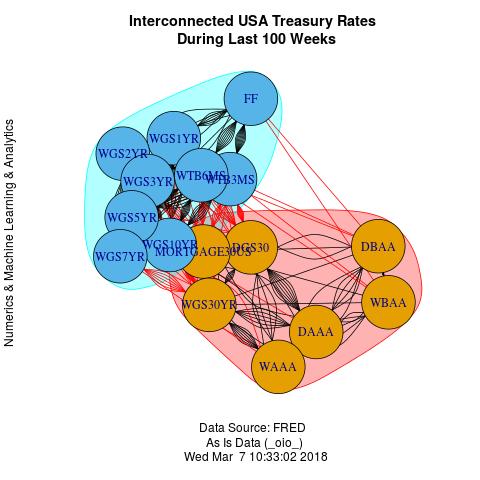 Interconnected USA Treasury Rates
During Last 100 Weeks
Numerics & Machine Learning & Analytics
FF
WGS1YR
WGS2YR
WTB6MS
WTB3MS
WGS3YR
WGS5YR
WGS10YR
MORTGAGE30US
DGS30
DBAA
WGS7YR
WGS30YR
WBAA
DAAA
WAAA
Data Source: FRED
As Is Data (_oio_)
Wed Mar  7 10:33:02 2018